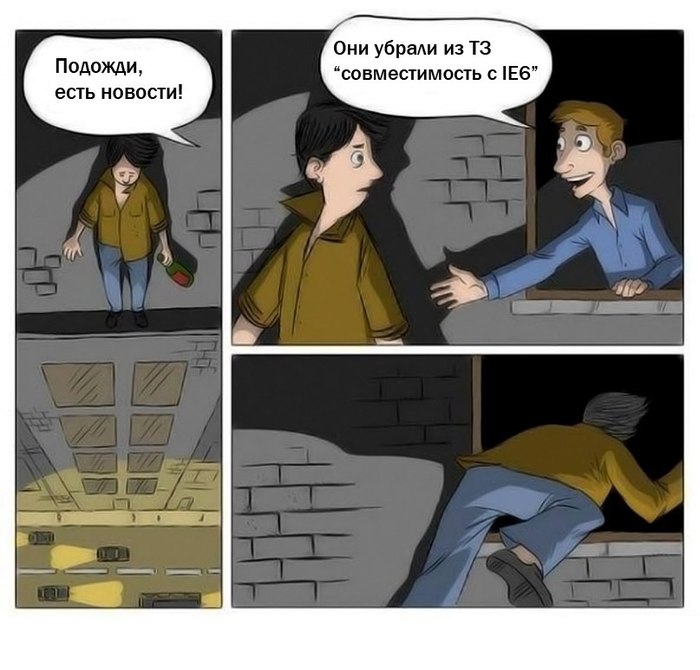 Подожди,
есть новости!
Они убрали из ТЗ
“совместимость с IE6”